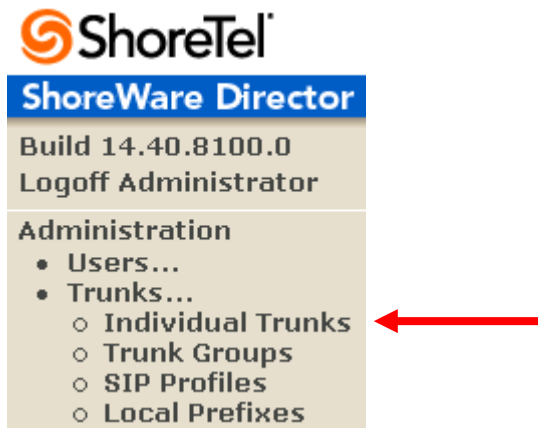 ShoreTel
ShoreWare Director
Build 14.40.8100.0
Logoff Administrator
Administration
• Users...
• Trunks...
○ Individual Trunks
○ Trunk Groups
○ SIP Profiles
○ Local Prefixes